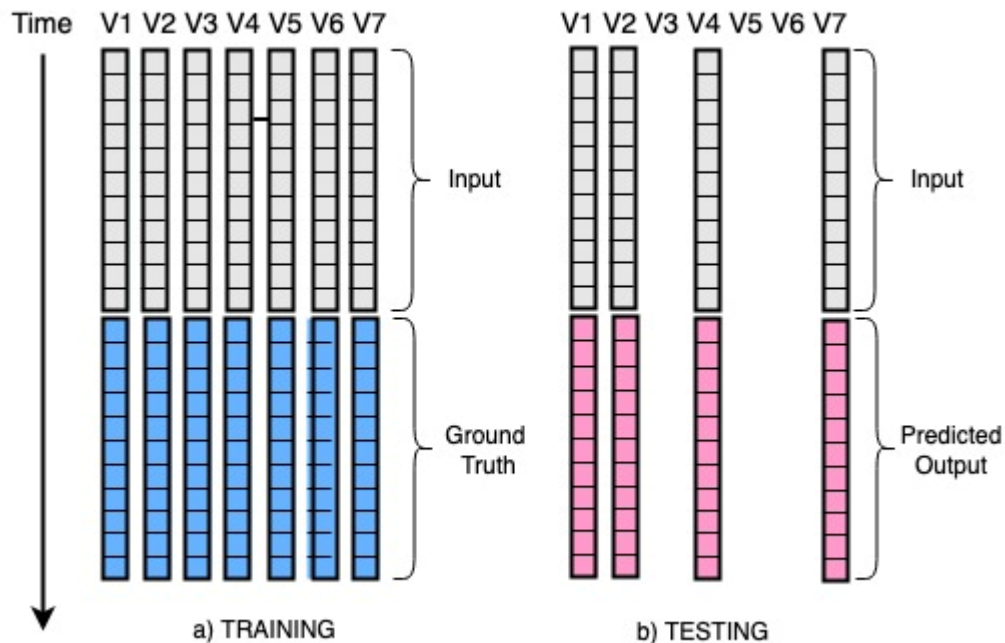 Time V1 V2 V3 V4 V5 V6 V7 V1 V2 V3 V4 V5 V6 V7
Input Input
Ground Truth
Predicted Output
a) TRAINING b) TESTING